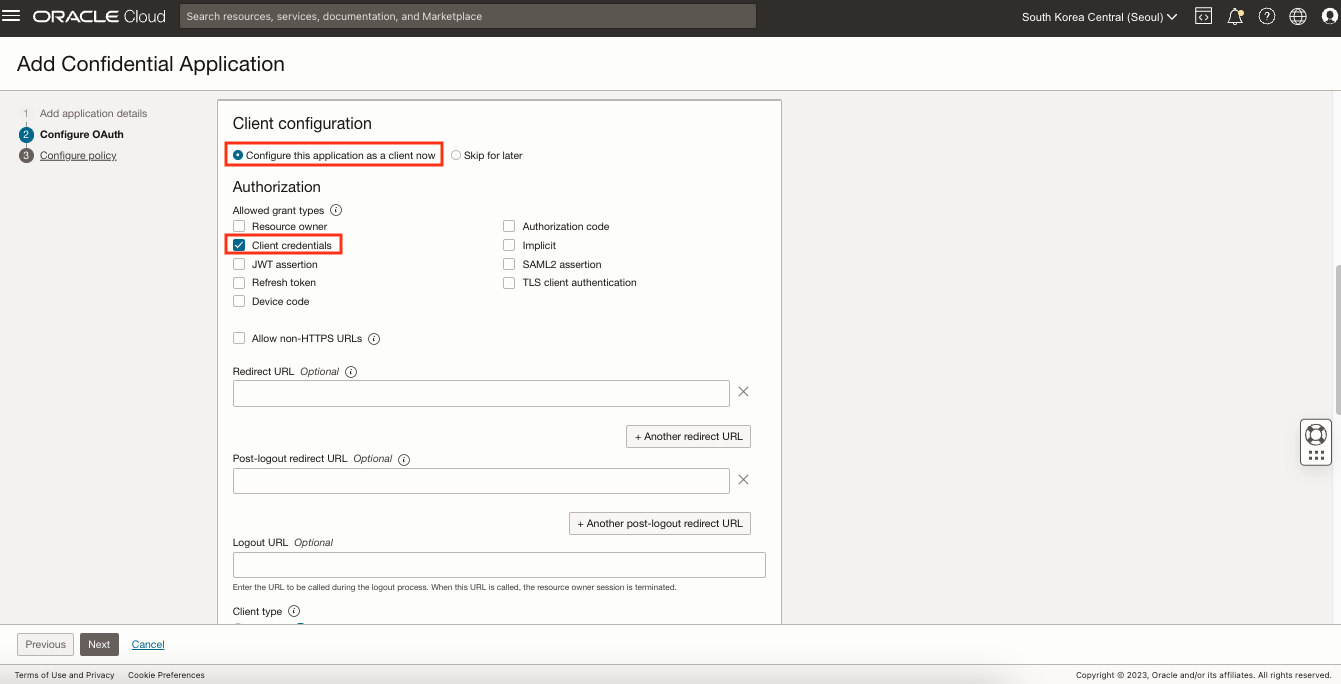 ORACLE Cloud
Search resources, services, documentation, and Marketplace
South Korea Central (Seoul)
Add Confidential Application
1 Add application details
2 Configure OAuth
3 Configure policy
Client configuration
Configure this application as a client now
Skip for later
Authorization
Allowed grant types
Resource owner
Authorization code
Client credentials
Implicit
JWT assertion
SAML2 assertion
Refresh token
TLS client authentication
Device code
Allow non-HTTPS URLs
Redirect URL Optional
+ Another redirect URL
Post-logout redirect URL Optional
+ Another post-logout redirect URL
Logout URL Optional
Enter the URL to be called during the logout process. When this URL is called, the resource owner session is terminated.
Client type
Previous
Next
Cancel
Terms of Use and Privacy
Cookie Preferences
Copyright © 2023, Oracle and/or its affiliates. All rights reserved.